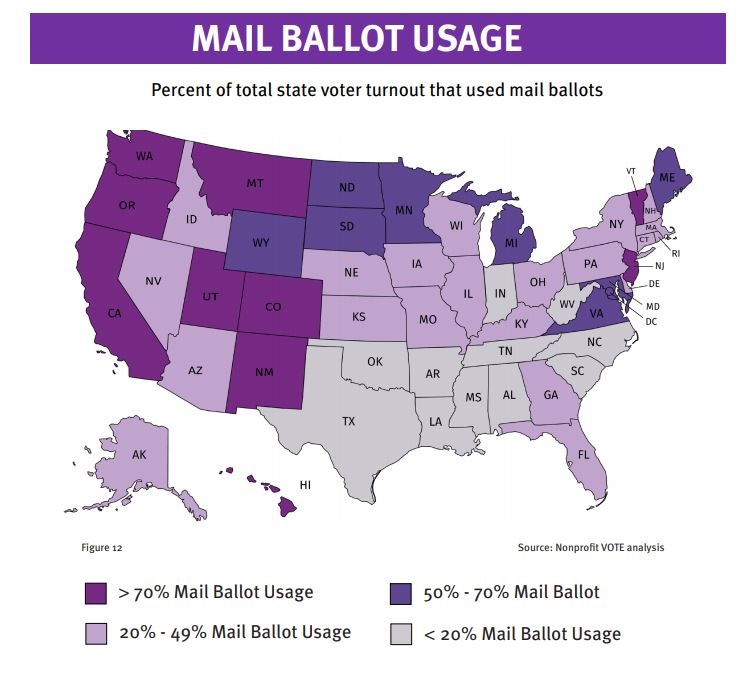 MAIL BALLOT USAGE
Percent of total state voter turnout that used mail ballots
WA
MT
ND
MN
ME
VT
OR
ID
SD
WI
MI
NY
NH
MA
CT
RI
WY
IA
PA
NJ
NV
NE
IL
IN
OH
DE
UT
CO
KS
MO
WV
VA
MD
DC
CA
KY
AZ
NM
OK
AR
TN
NC
SC
TX
LA
MS
AL
GA
FL
AK
HI
Figure 12
Source: Nonprofit VOTE analysis
> 70% Mail Ballot Usage
50% - 70% Mail Ballot
20% - 49% Mail Ballot Usage
< 20% Mail Ballot Usage